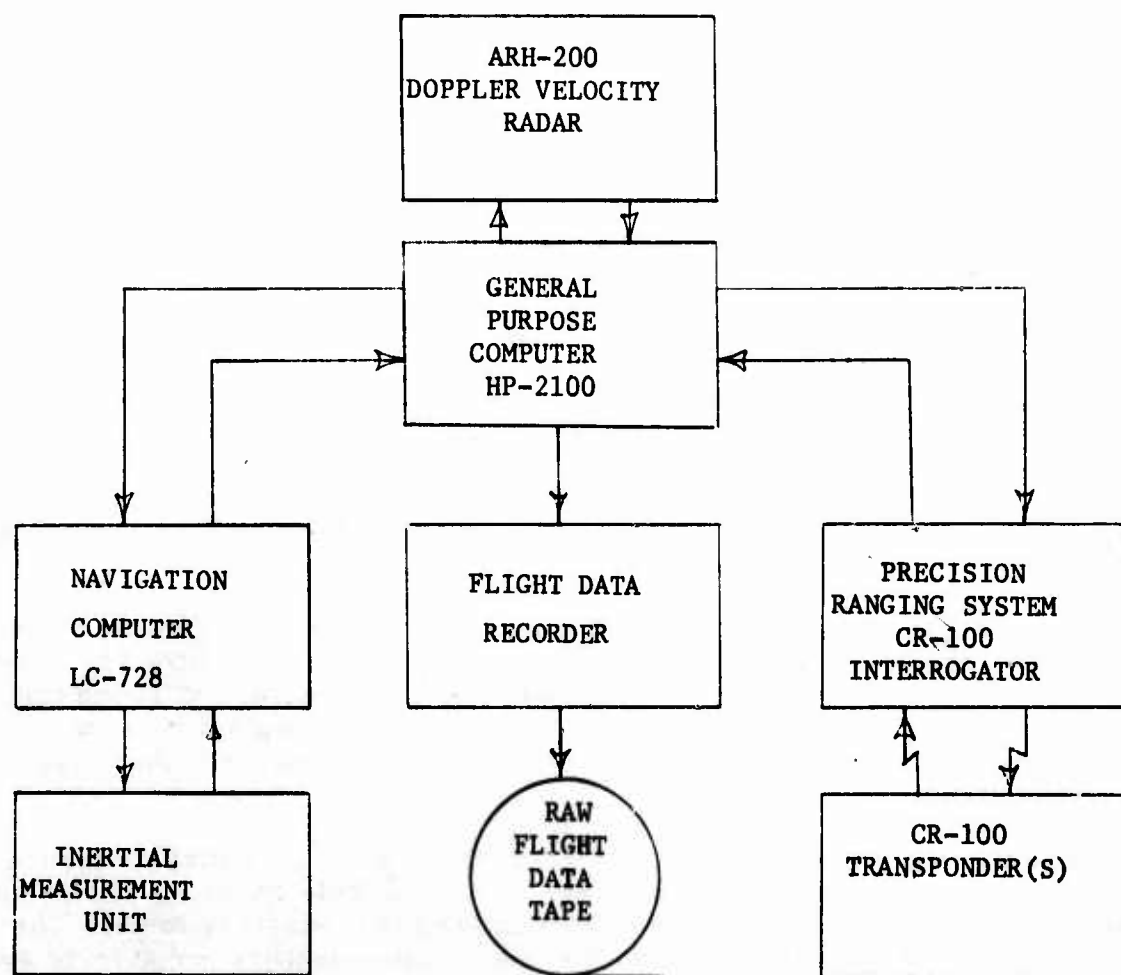 ARH-200
DOPPLER VELOCITY
RADAR
GENERAL
PURPOSE
COMPUTER
HP-2100
NAVIGATION
COMPUTER
LC-728
FLIGHT DATA
RECORDER
PRECISION
RANGING SYSTEM
CR-100
INTERROGATOR
INERTIAL
MEASUREMENT
UNIT
RAW
FLIGHT
DATA
TAPE
CR-100
TRANSPONDER(S)